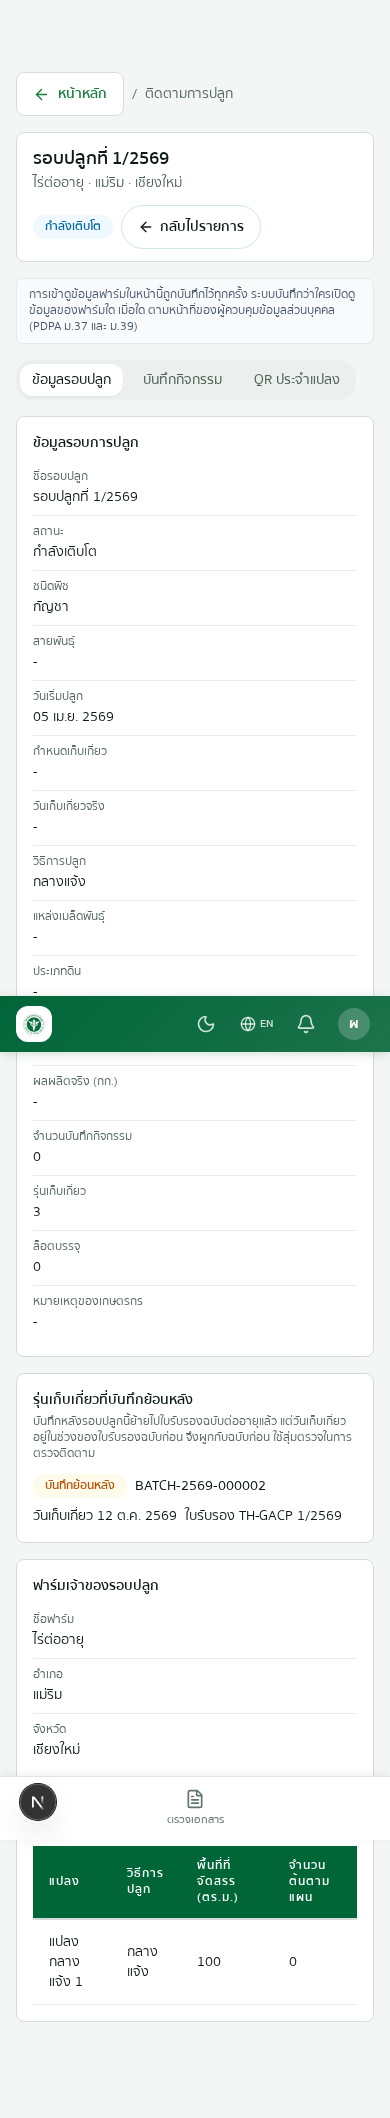 หน้าหลัก / ติดตามการปลูก
รอบปลูกที่ 1/2569
ไร่ต่ออายุ · แม่ริม · เชียงใหม่
กำลังเติบโต
กลับไปรายการ
การเข้าดูข้อมูลฟาร์มในหน้านี้ถูกบันทึกไว้ทุกครั้ง ระบบบันทึกว่าใครเปิดดู
ข้อมูลของฟาร์มใด เมื่อใด ตามหน้าที่ของผู้ควบคุมข้อมูลส่วนบุคคล
(PDPA ม.37 และ ม.39)
ข้อมูลรอบปลูก บันทึกกิจกรรม QR ประจำแปลง
ข้อมูลรอบการปลูก
ชื่อรอบปลูก
รอบปลูกที่ 1/2569
สถานะ
กำลังเติบโต
ชนิดพืช
กัญชา
สายพันธุ์
-
วันเริ่มปลูก
05 เม.ย. 2569
กำหนดเก็บเกี่ยว
-
วันเก็บเกี่ยวจริง
-
วิธีการปลูก
กลางแจ้ง
แหล่งเมล็ดพันธุ์
-
ประเภทดิน
-
EN ผ
ผลผลิตจริง (กก.)
-
จำนวนบันทึกกิจกรรม
0
รุ่นเก็บเกี่ยว
3
ล็อตบรรจุ
0
หมายเหตุของเกษตรกร
-
รุ่นเก็บเกี่ยวที่บันทึกย้อนหลัง
บันทึกหลังรอบปลูกนี้ย้ายไปใบรับรองฉบับต่ออายุแล้ว แต่วันเก็บเกี่ยว
อยู่ในช่วงของใบรับรองฉบับก่อน จึงผูกกับฉบับก่อน ใช้สุ่มตรวจในการ
ตรวจติดตาม
บันทึกย้อนหลัง BATCH-2569-000002
วันเก็บเกี่ยว 12 ต.ค. 2569 ใบรับรอง TH-GACP 1/2569
ฟาร์มเจ้าของรอบปลูก
ชื่อฟาร์ม
ไร่ต่ออายุ
อำเภอ
แม่ริม
จังหวัด
เชียงใหม่
N
ตรวจเอกสาร
แปลง วิธีการปลูก พื้นที่ที่จัดสรร (ตร.ม.) จำนวนต้นตามแผน
แปลงกลางแจ้ง 1 กลางแจ้ง 100 0